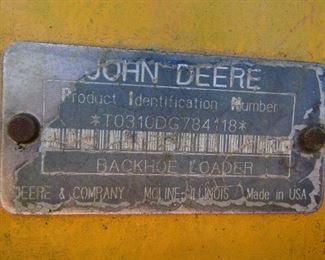 JOHN DEERE
Product Identification Number
*T0310DG784118*
BACKHOE LOADER
DEERE & COMPANY MOLINE, ILLINOIS Made in USA